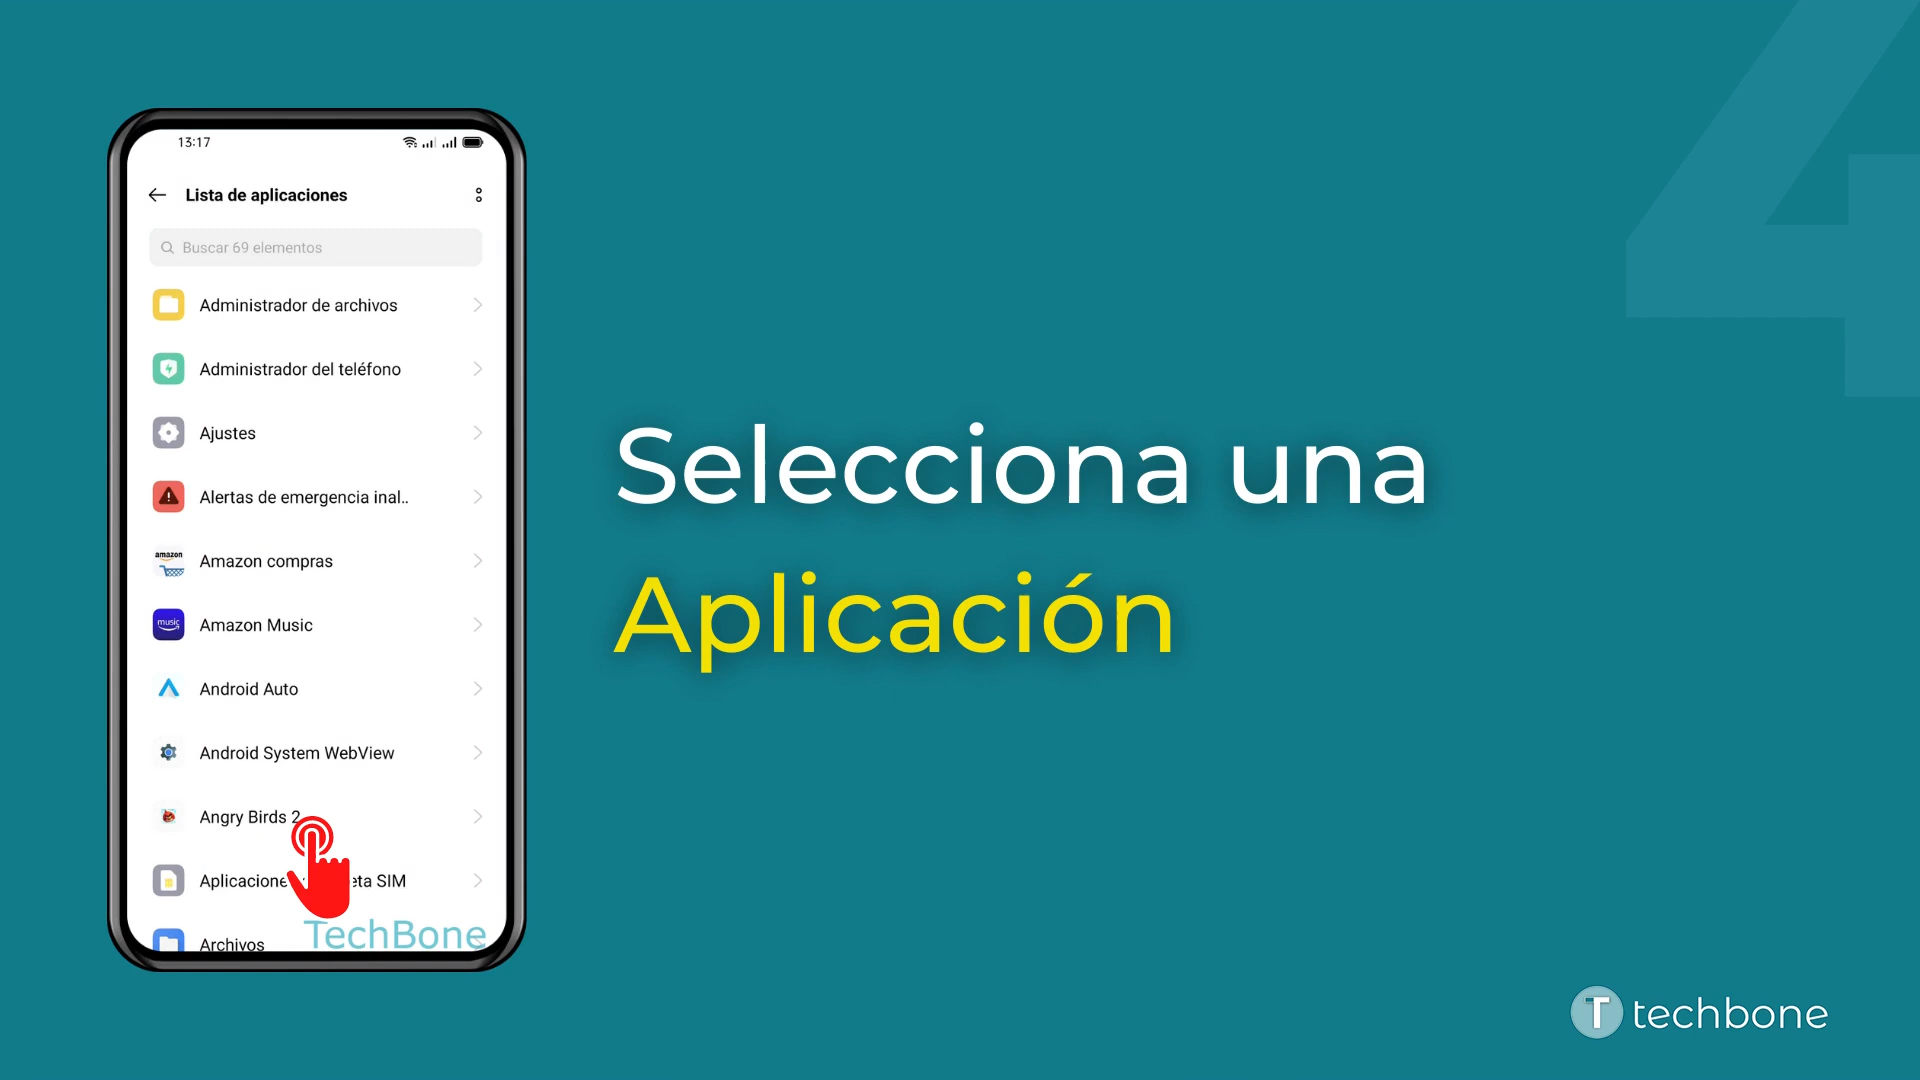 4
13:17
Lista de aplicaciones
Buscar 69 elementos
Administrador de archivos
Administrador del teléfono
Ajustes
Alertas de emergencia inal..
amazon
Amazon compras
music
Amazon Music
Android Auto
Android System WebView
Angry Birds 2
Aplicacione eta SIM
Archivos
TechBone
Selecciona una
Aplicación
T techbone